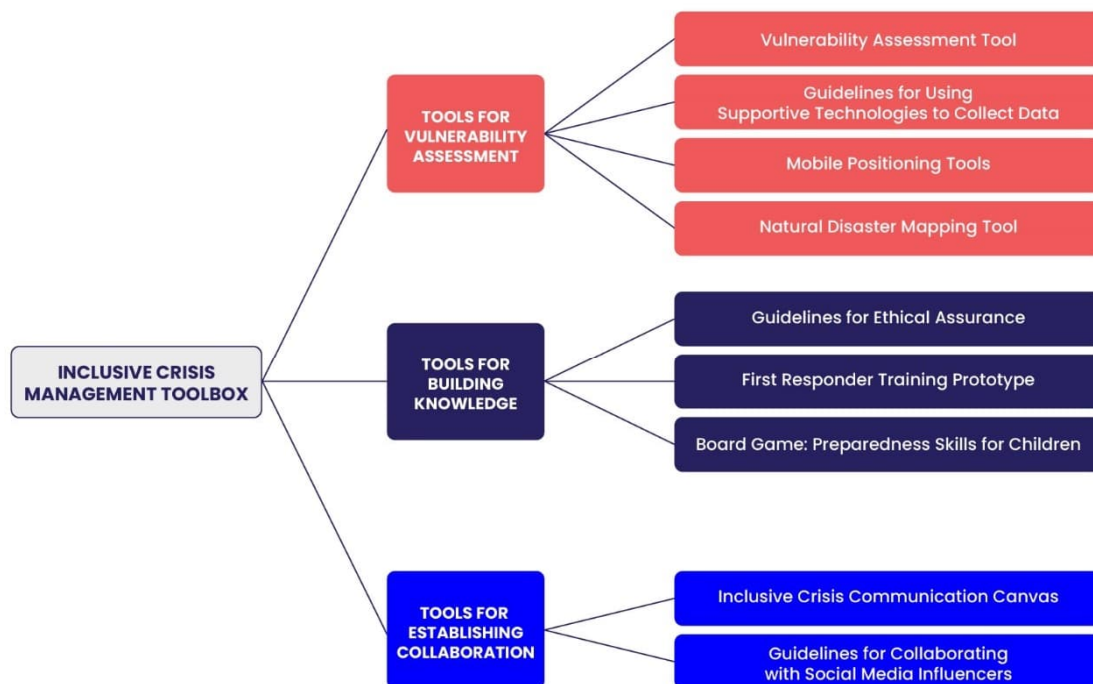 INCLUSIVE CRISIS
MANAGEMENT TOOLBOX
TOOLS FOR
VULNERABILITY
ASSESSMENT
Vulnerability Assessment Tool
Guidelines for Using
Supportive Technologies to Collect Data
Mobile Positioning Tools
Natural Disaster Mapping Tool
TOOLS FOR
BUILDING
KNOWLEDGE
Guidelines for Ethical Assurance
First Responder Training Prototype
Board Game: Preparedness Skills for Children
TOOLS FOR
ESTABLISHING
COLLABORATION
Inclusive Crisis Communication Canvas
Guidelines for Collaborating
with Social Media Influencers